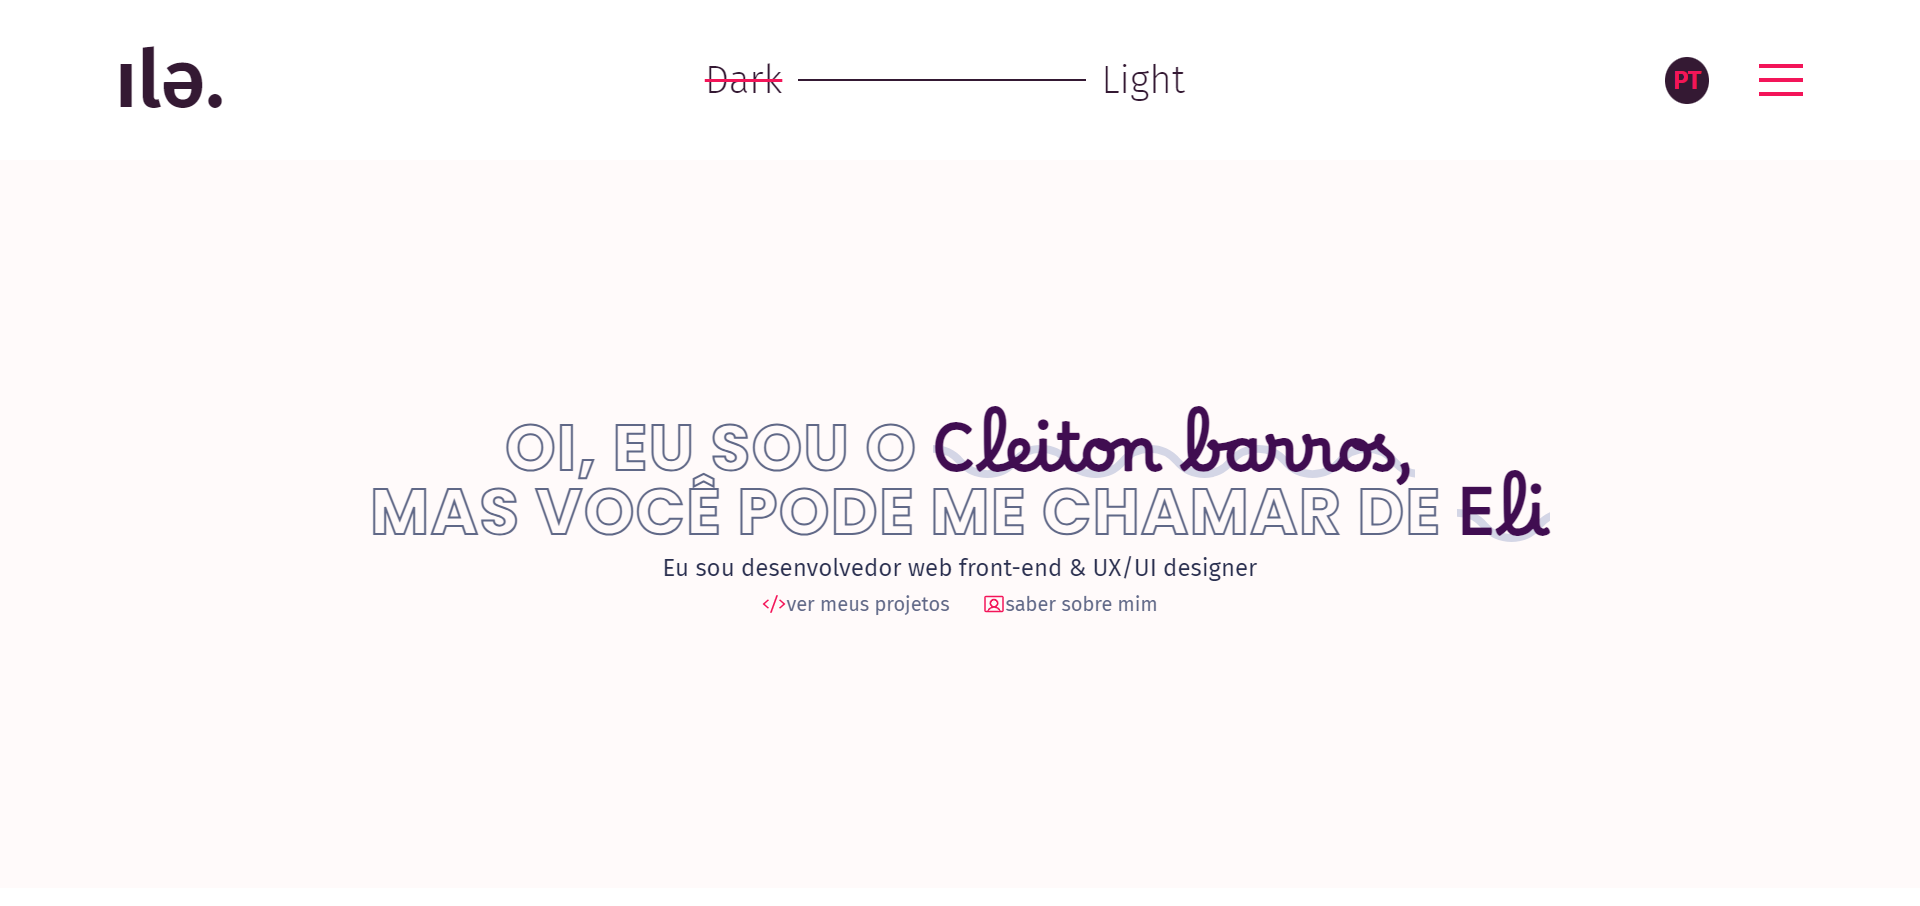 ılə.
Dark
Light
PT
OI, EU SOU O Cleiton barros,
MAS VOCÊ PODE ME CHAMAR DE Eli
Eu sou desenvolvedor web front-end & UX/UI designer
</>ver meus projetos
saber sobre mim